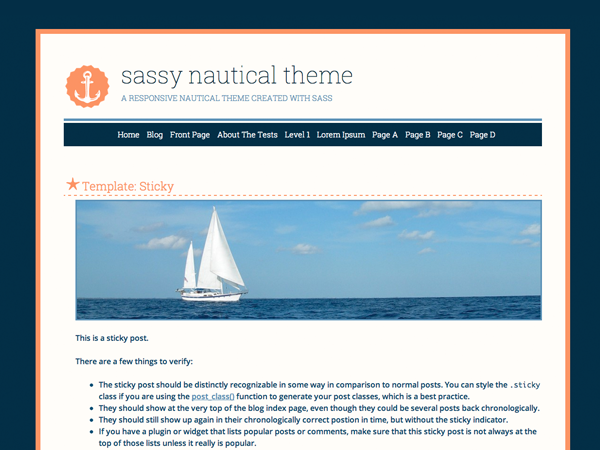 sassy nautical theme
A RESPONSIVE NAUTICAL THEME CREATED WITH SASS
Home Blog Front Page About The Tests Level 1 Lorem Ipsum Page A Page B Page C Page D
Template: Sticky
This is a sticky post.
There are a few things to verify:
The sticky post should be distinctly recognizable in some way in comparison to normal posts. You can style the .sticky
class if you are using the post_class() function to generate your post classes, which is a best practice.
They should show at the very top of the blog index page, even though they could be several posts back chronologically.
They should still show up again in their chronologically correct postion in time, but without the sticky indicator.
If you have a plugin or widget that lists popular posts or comments, make sure that this sticky post is not always at the
top of those lists unless it really is popular.